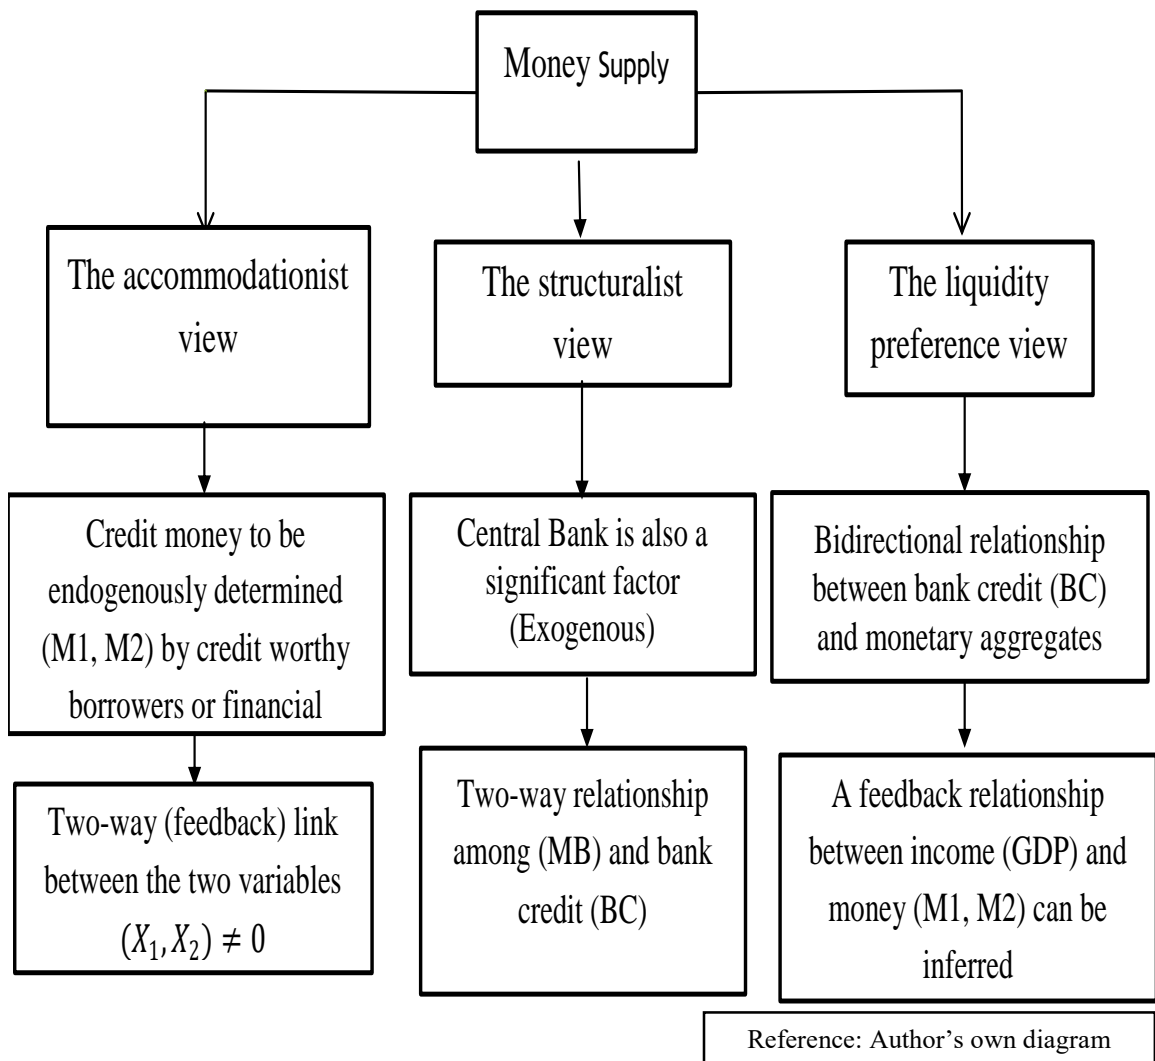 Money Supply
The accommodationist
view
The structuralist
view
The liquidity
preference view
Credit money to be
endogenously determined
(M1, M2) by credit worthy
borrowers or financial
Central Bank is also a
significant factor
(Exogenous)
Bidirectional relationship
between bank credit (BC)
and monetary aggregates
Two-way (feedback) link
between the two variables
(𝑋₁, 𝑋₂) ≠ 0
Two-way relationship
among (MB) and bank
credit (BC)
A feedback relationship
between income (GDP) and
money (M1, M2) can be
inferred
Reference: Author’s own diagram